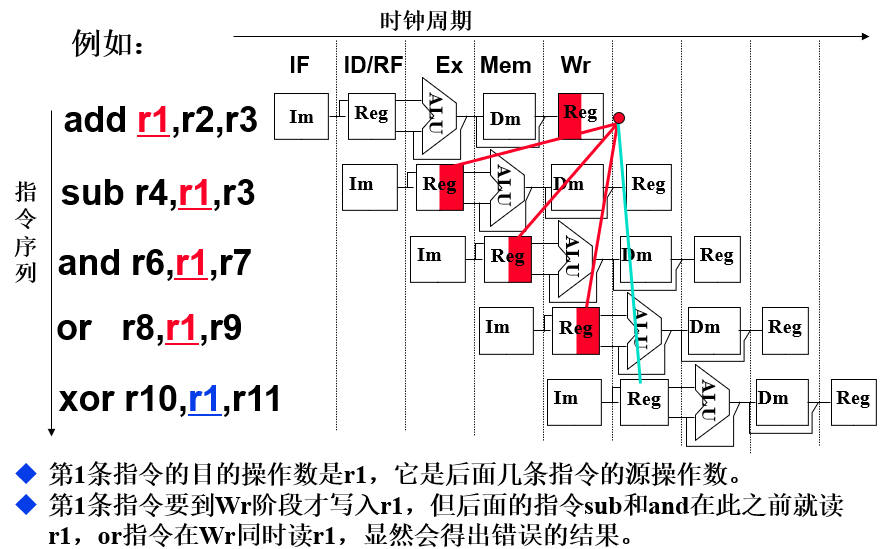 时钟周期
例如：
IF ID/RF Ex Mem Wr
add r1,r2,r3
Im Reg ALU Dm Reg
指令序列
sub r4,r1,r3
Im Reg ALU Dm Reg
and r6,r1,r7
Im Reg ALU Dm Reg
or r8,r1,r9
Im Reg ALU Dm Reg
xor r10,r1,r11
Im Reg ALU Dm Reg
第1条指令的目的操作数是r1，它是后面几条指令的源操作数。
第1条指令要到Wr阶段才写入r1，但后面的指令sub和and在此之前就读
r1，or指令在Wr同时读r1，显然会得出错误的结果。